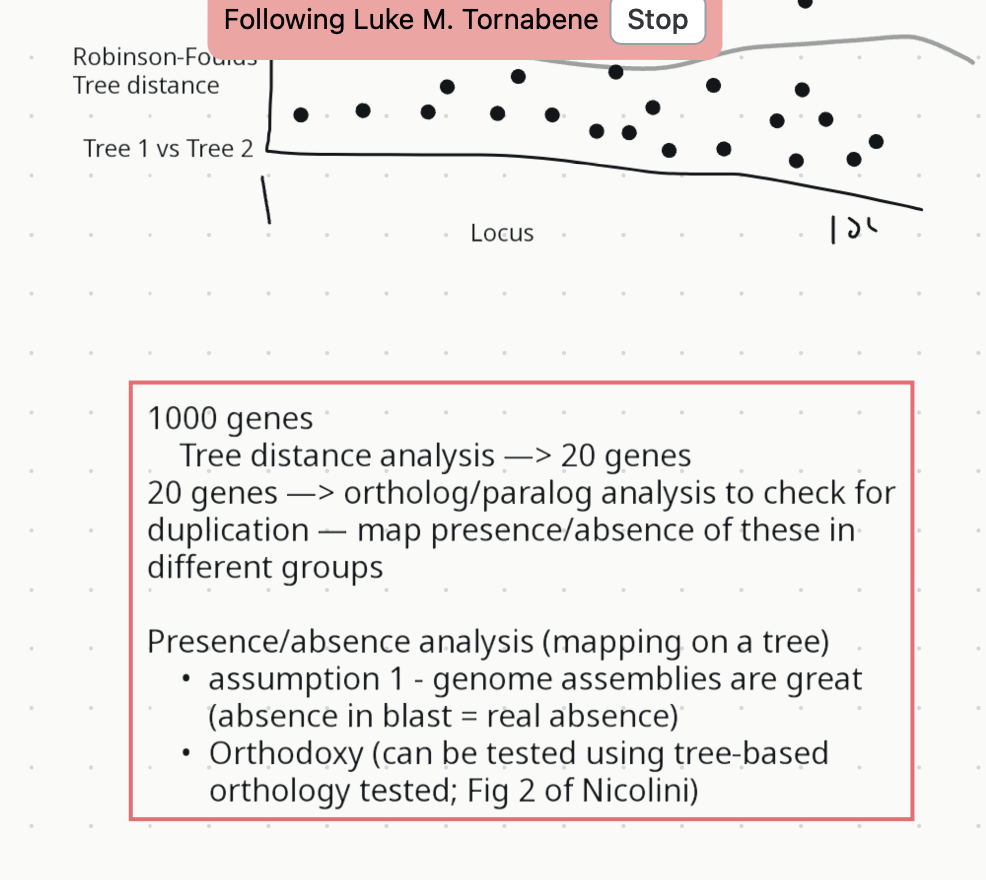 Following Luke M. Tornabene Stop
Robinson-Foulds
Tree distance
Tree 1 vs Tree 2
Locus
1000 genes
Tree distance analysis —> 20 genes
20 genes —> ortholog/paralog analysis to check for
duplication — map presence/absence of these in
different groups
Presence/absence analysis (mapping on a tree)
• assumption 1 - genome assemblies are great
(absence in blast = real absence)
• Orthodoxy (can be tested using tree-based
orthology tested; Fig 2 of Nicolini)